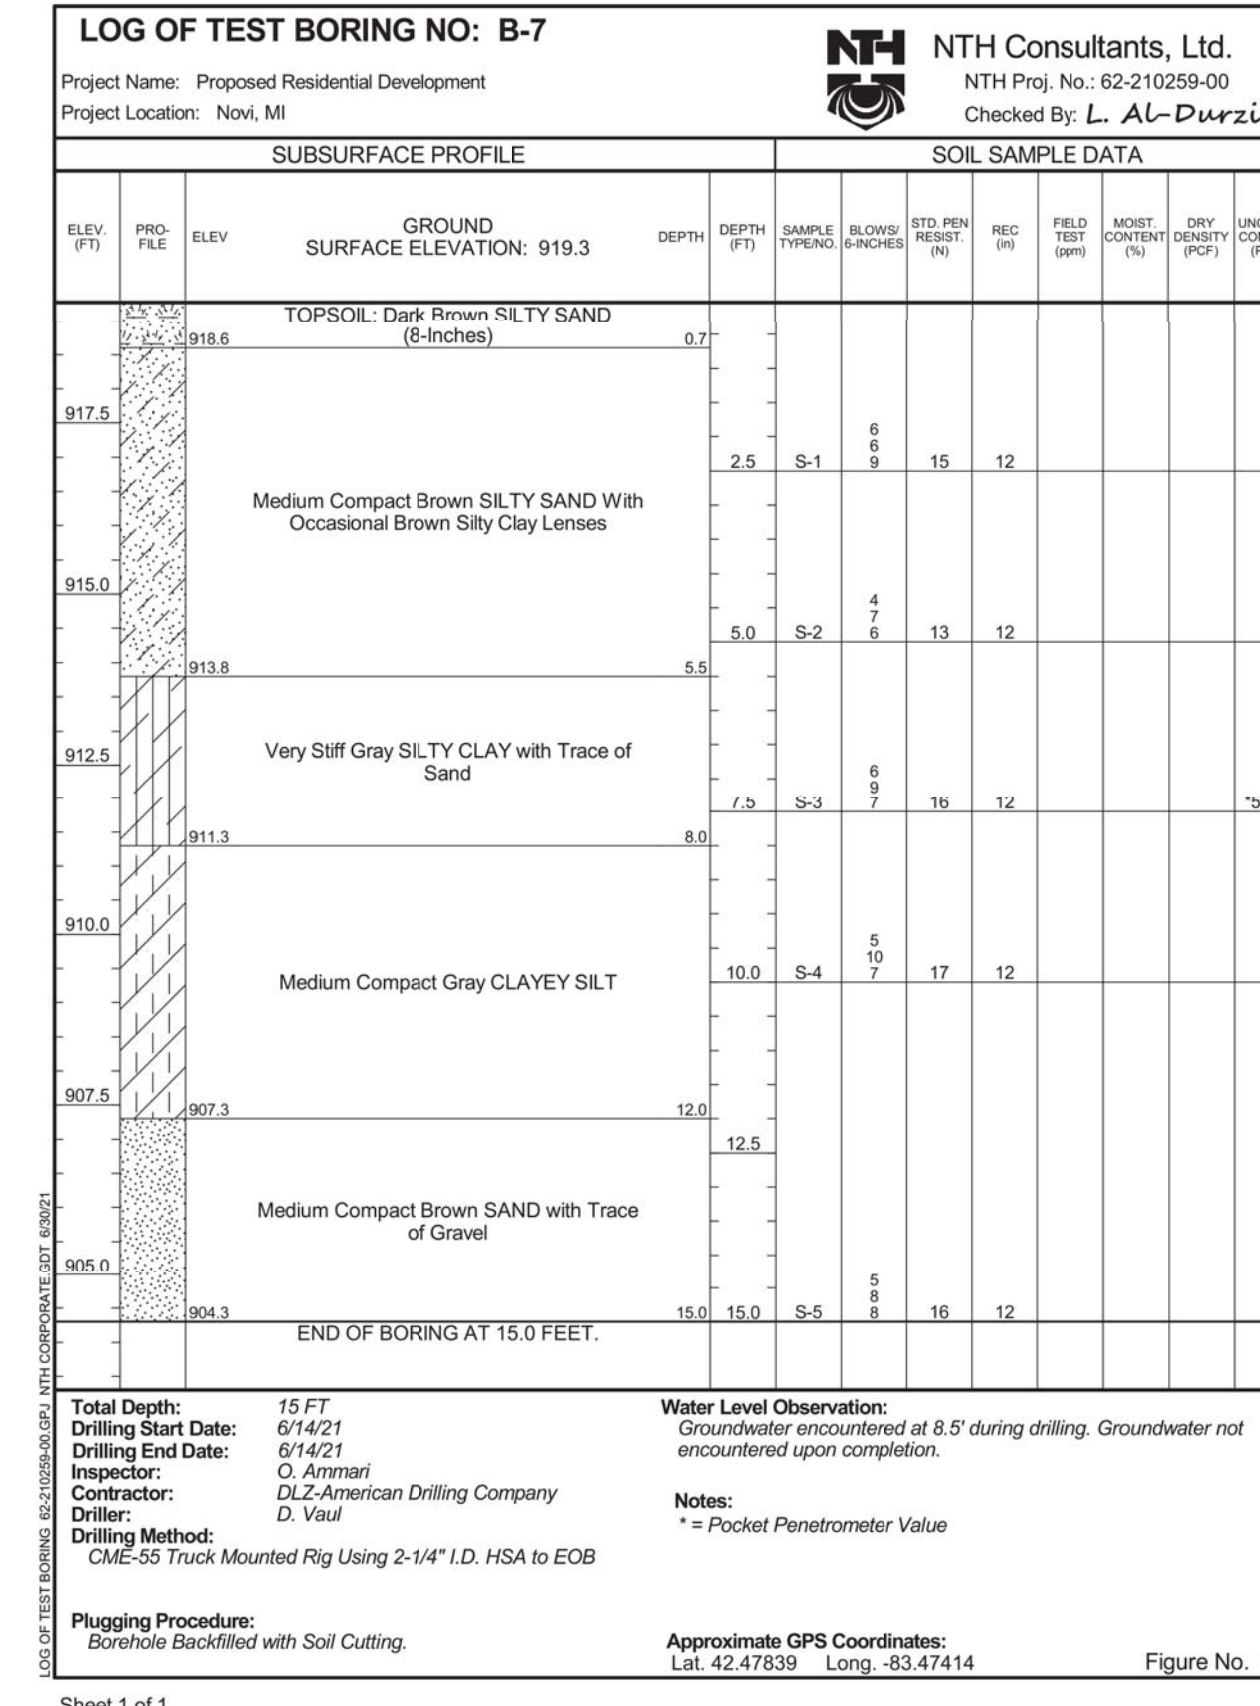 LOG OF TEST BORING NO: B-7
Project Name: Proposed Residential Development
Project Location: Novi, MI
NTH
NTH Consultants, Ltd.
NTH Proj. No.: 62-210259-00
Checked By: L. Al-Durzi
SUBSURFACE PROFILE
SOIL SAMPLE DATA
ELEV. (FT)
PRO-FILE
ELEV
GROUND
SURFACE ELEVATION: 919.3
DEPTH
DEPTH (FT)
SAMPLE TYPE/NO.
BLOWS/ 6-INCHES
STD. PEN RESIST. (N)
REC (in)
FIELD TEST (ppm)
MOIST. CONTENT (%)
DRY DENSITY (PCF)
TOPSOIL: Dark Brown SILTY SAND
(8-Inches)
918.6 0.7
917.5
6
6
2.5 S-1 9 15 12
Medium Compact Brown SILTY SAND With
Occasional Brown Silty Clay Lenses
915.0
4
7
5.0 S-2 6 13 12
913.8 5.5
Very Stiff Gray SILTY CLAY with Trace of
Sand
912.5
6
9
7.5 S-3 7 16 12 *5
911.3 8.0
910.0
5
10
10.0 S-4 7 17 12
Medium Compact Gray CLAYEY SILT
907.5
907.3 12.0
12.5
Medium Compact Brown SAND with Trace
of Gravel
905.0
5
8
904.3 15.0 15.0 S-5 8 16 12
END OF BORING AT 15.0 FEET.
Total Depth: 15 FT
Drilling Start Date: 6/14/21
Drilling End Date: 6/14/21
Inspector: O. Ammari
Contractor: DLZ-American Drilling Company
Driller: D. Vaul
Drilling Method:
CME-55 Truck Mounted Rig Using 2-1/4" I.D. HSA to EOB
Plugging Procedure:
Borehole Backfilled with Soil Cutting.
Water Level Observation:
Groundwater encountered at 8.5' during drilling. Groundwater not
encountered upon completion.
Notes:
* = Pocket Penetrometer Value
Approximate GPS Coordinates:
Lat. 42.47839 Long. -83.47414
Figure No.
LOG OF TEST BORING 62-210259-00.GPJ NTH CORPORATE.GDT 6/30/21
Sheet 1 of 1